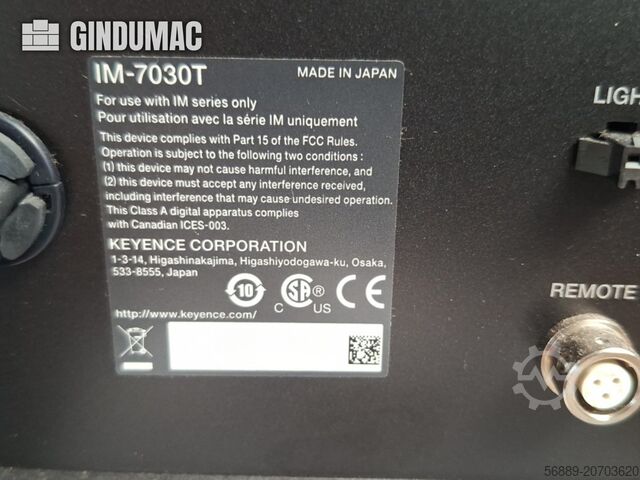 GINDUMAC
IM-7030T MADE IN JAPAN
For use with IM series only
Pour utilisation avec la série IM uniquement
This device complies with Part 15 of the FCC Rules.
Operation is subject to the following two conditions :
(1) this device may not cause harmful interference, and
(2) this device must accept any interference received,
including interference that may cause undesired operation.
This Class A digital apparatus complies
with Canadian ICES-003.
KEYENCE CORPORATION
1-3-14, Higashinakajima, Higashiyodogawa-ku, Osaka,
533-8555, Japan
10 C SA ® CE
C US
http://www.keyence.com/
LIGH
REMOTE
56889-20703620